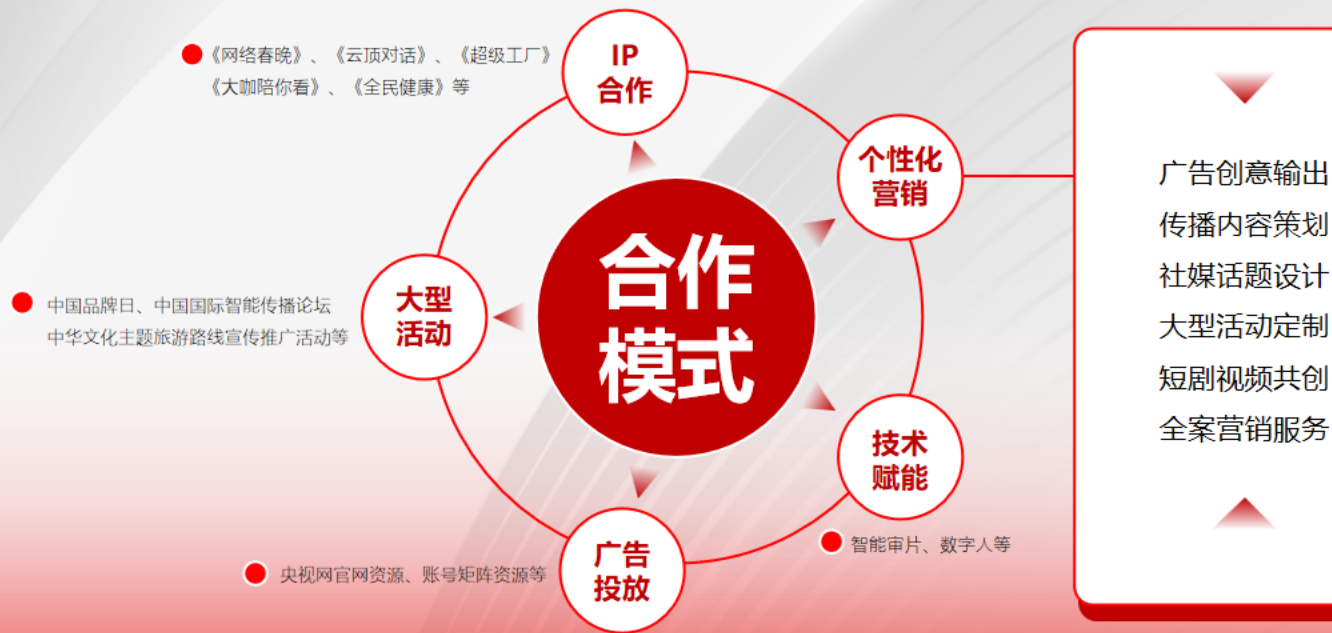 《网络春晚》、《云顶对话》、《超级工厂》
《大咖陪你看》、《全民健康》等
IP
合作
个性化
营销
广告创意输出
传播内容策划
社媒话题设计
大型活动定制
短剧视频共创
全案营销服务
合作
模式
大型
活动
中国品牌日、中国国际智能传播论坛
中华文化主题旅游路线宣传推广活动等
技术
赋能
智能审片、数字人等
广告
投放
央视网官网资源、账号矩阵资源等